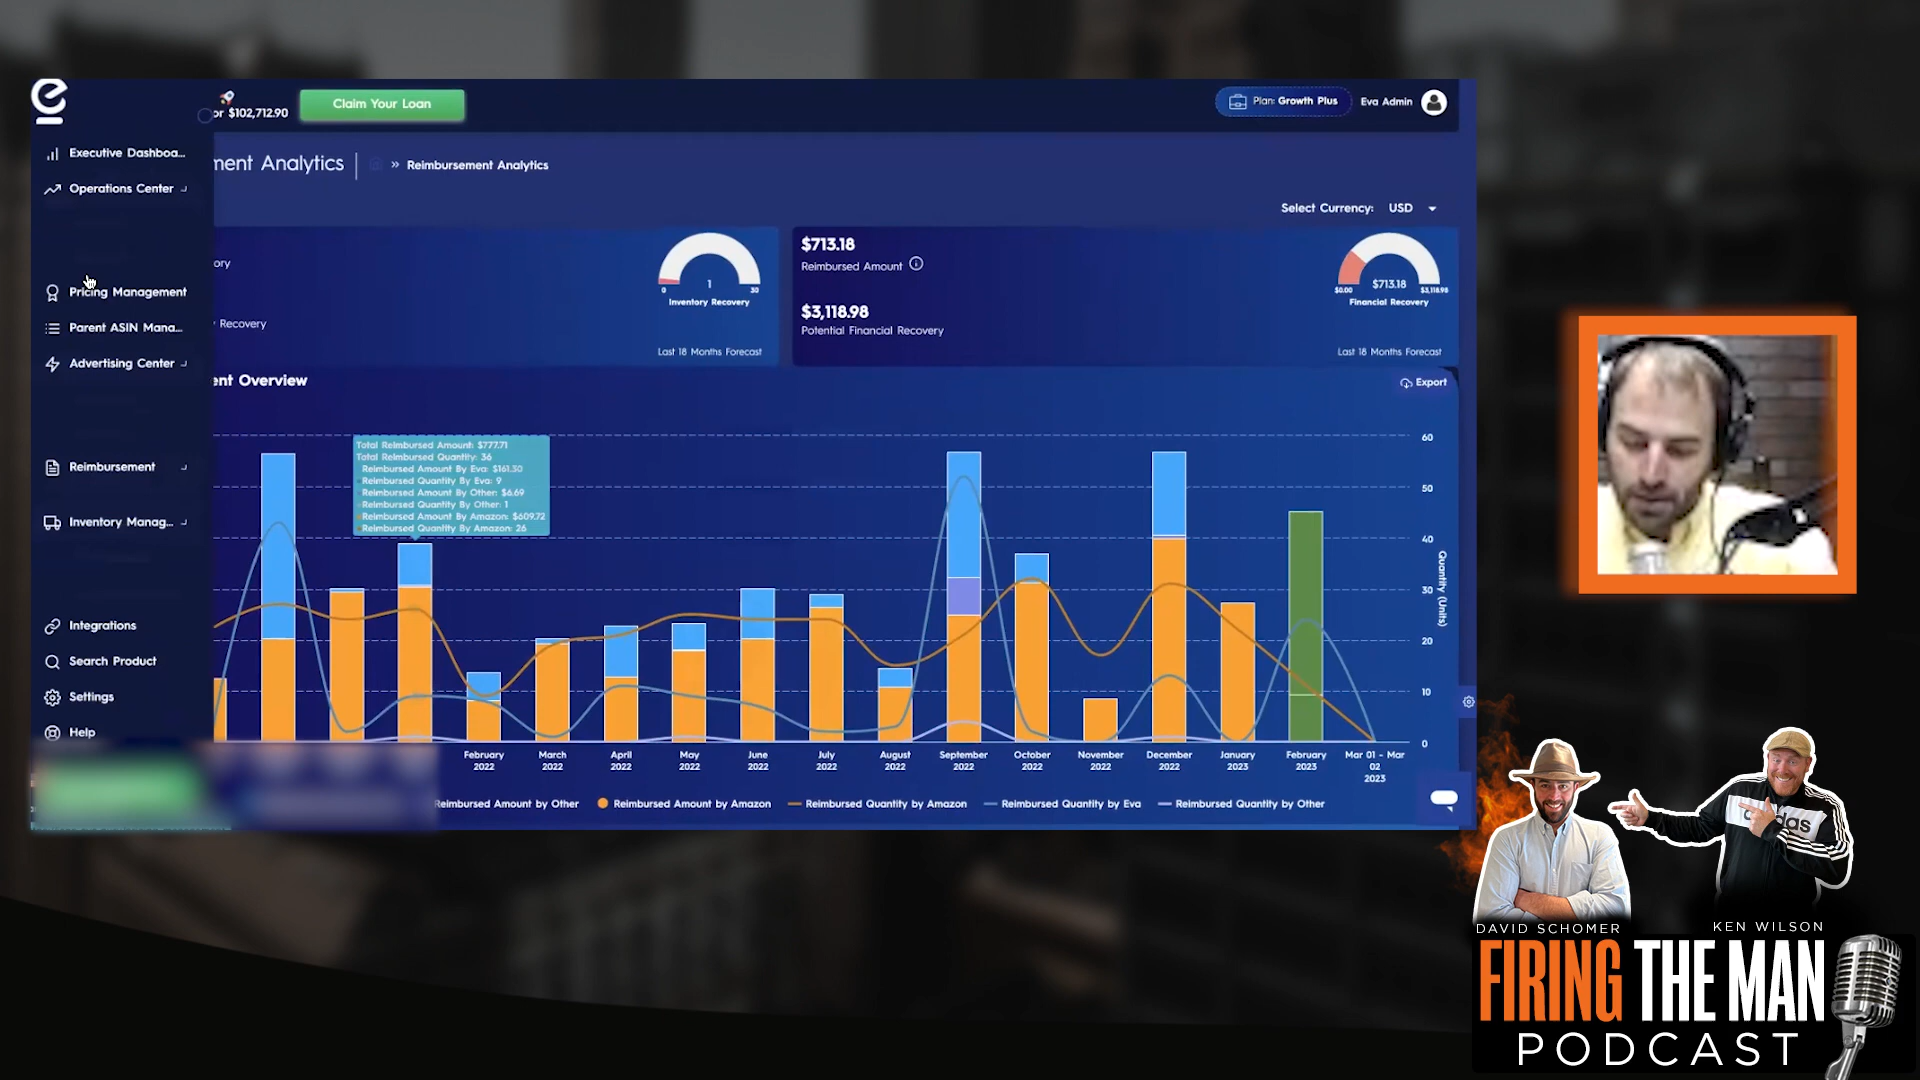 or $102,712.90
Claim Your Loan
Plan: Growth Plus
Eva Admin
Executive Dashboa...
Operations Center
Pricing Management
Parent ASIN Mana...
Advertising Center
Reimbursement
Inventory Manag...
Integrations
Search Product
Settings
Help
ment Analytics
» Reimbursement Analytics
Select Currency: USD
ory
Recovery
1
0 30
Inventory Recovery
Last 18 Months Forecast
$713.18
Reimbursed Amount
$3,118.98
Potential Financial Recovery
$713.18
$0.00 $3,118.98
Financial Recovery
Last 18 Months Forecast
ent Overview
Export
Total Reimbursed Amount: $777.71
Total Reimbursed Quantity: 36
Reimbursed Amount By Eva: $161.30
Reimbursed Quantity By Eva: 9
Reimbursed Amount By Other: $6.69
Reimbursed Quantity By Other: 1
Reimbursed Amount By Amazon: $609.72
Reimbursed Quantity By Amazon: 26
60
50
40
30
20
10
0
Quantity (Units)
February 2022
March 2022
April 2022
May 2022
June 2022
July 2022
August 2022
September 2022
October 2022
November 2022
December 2022
January 2023
February 2023
Mar 01 - Mar 02 2023
Reimbursed Amount by Other
Reimbursed Amount by Amazon
Reimbursed Quantity by Amazon
Reimbursed Quantity by Eva
Reimbursed Quantity by Other
adidas
DAVID SCHOMER
KEN WILSON
FIRING THE MAN
PODCAST